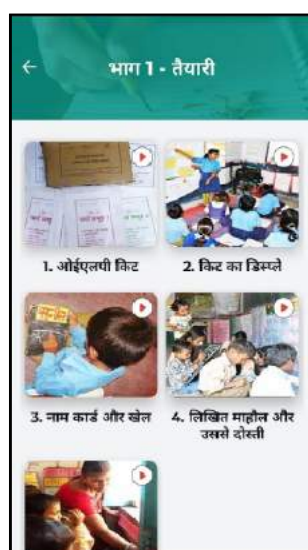 भाग 1 - तैयारी
1. ओईएलपी किट
2. किट का डिस्प्ले
3. नाम कार्ड और खेल
4. लिखित माहौल और
उससे दोस्ती